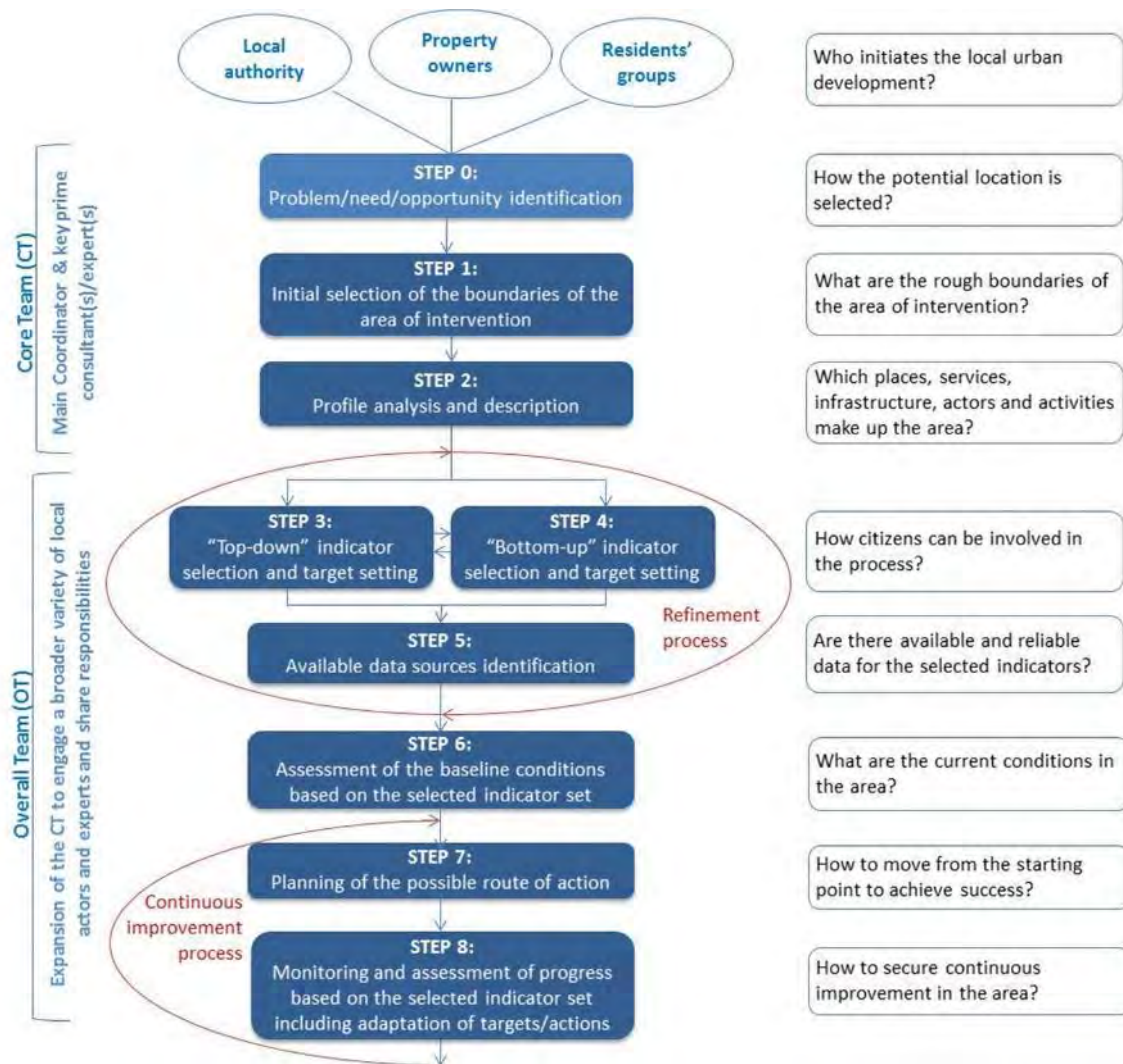 Local
authority
Property
owners
Residents'
groups
Who initiates the local urban
development?
Core Team (CT)
Main Coordinator & key prime
consultant(s)/expert(s)
STEP 0:
Problem/need/opportunity identification
How the potential location is
selected?
STEP 1:
Initial selection of the boundaries of the
area of intervention
What are the rough boundaries of
the area of intervention?
STEP 2:
Profile analysis and description
Which places, services,
infrastructure, actors and activities
make up the area?
Overall Team (OT)
Expansion of the CT to engage a broader variety of local
actors and experts and share responsibilities
STEP 3:
"Top-down" indicator
selection and target setting
STEP 4:
"Bottom-up" indicator
selection and target setting
How citizens can be involved in
the process?
Refinement
process
STEP 5:
Available data sources identification
Are there available and reliable
data for the selected indicators?
STEP 6:
Assessment of the baseline conditions
based on the selected indicator set
What are the current conditions in
the area?
STEP 7:
Planning of the possible route of action
How to move from the starting
point to achieve success?
Continuous
improvement
process
STEP 8:
Monitoring and assessment of progress
based on the selected indicator set
including adaptation of targets/actions
How to secure continuous
improvement in the area?